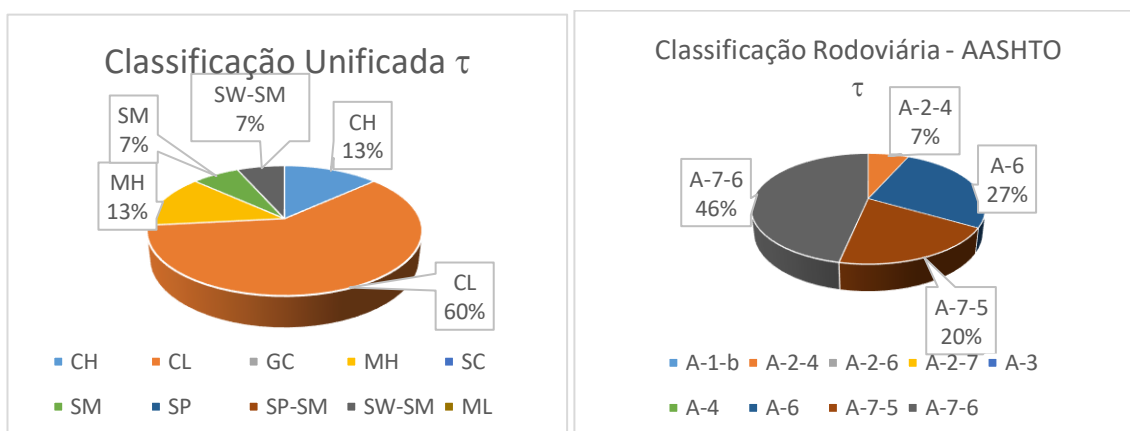 Classificação Unificada τ
SW-SM
7%
SM
7%
CH
13%
MH
13%
CL
60%
CH CL GC MH SC
SM SP SP-SM SW-SM ML
Classificação Rodoviária - AASHTO
τ
A-2-4
7%
A-6
27%
A-7-6
46%
A-7-5
20%
A-1-b A-2-4 A-2-6 A-2-7 A-3
A-4 A-6 A-7-5 A-7-6